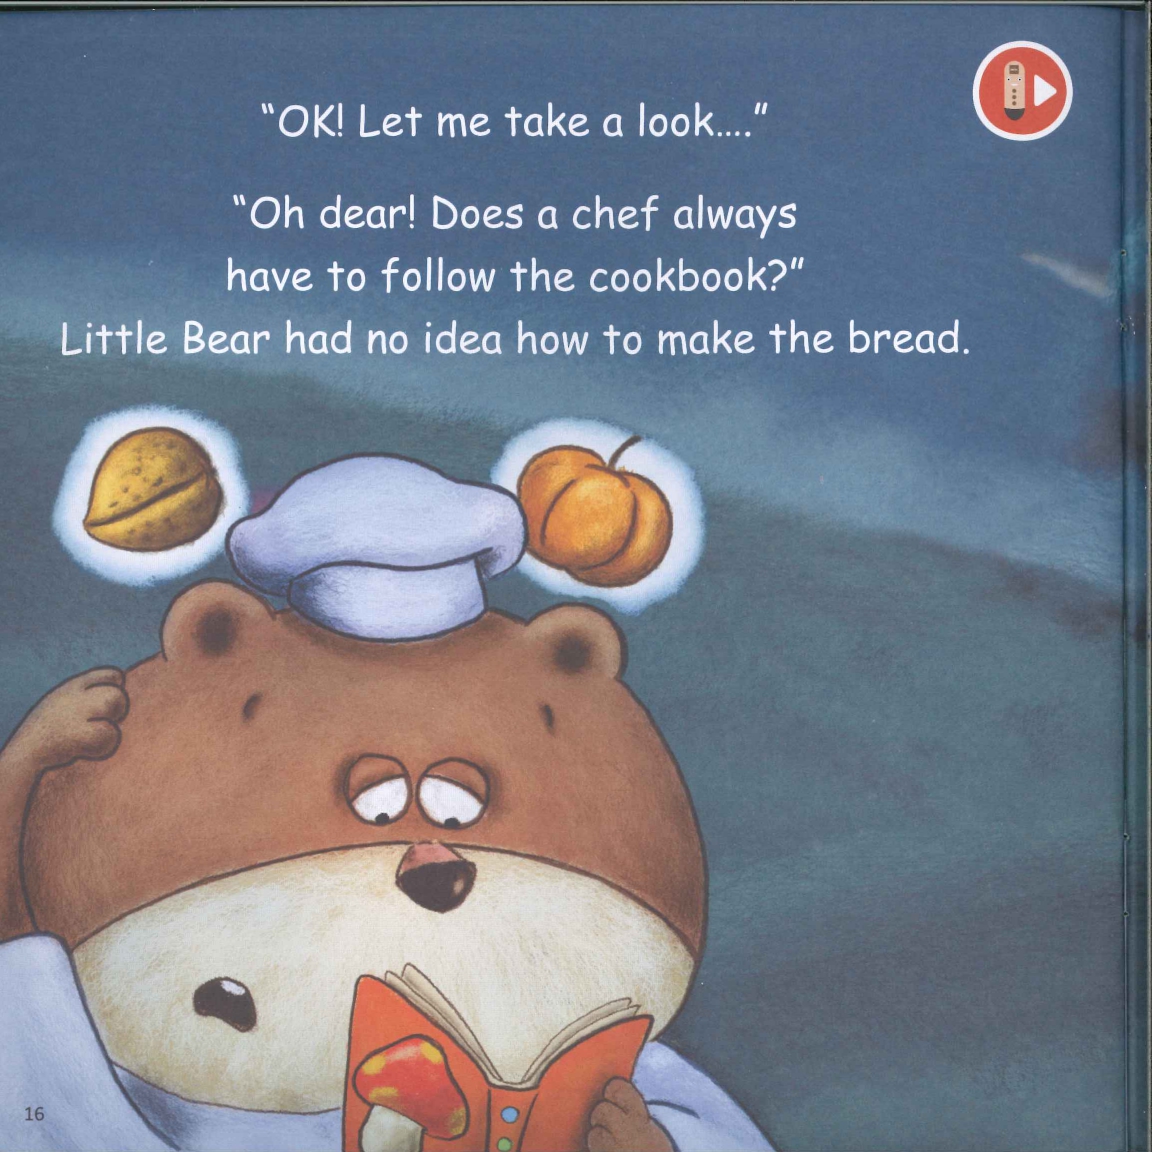 “OK! Let me take a look....”
“Oh dear! Does a chef always
have to follow the cookbook?”
Little Bear had no idea how to make the bread.
16